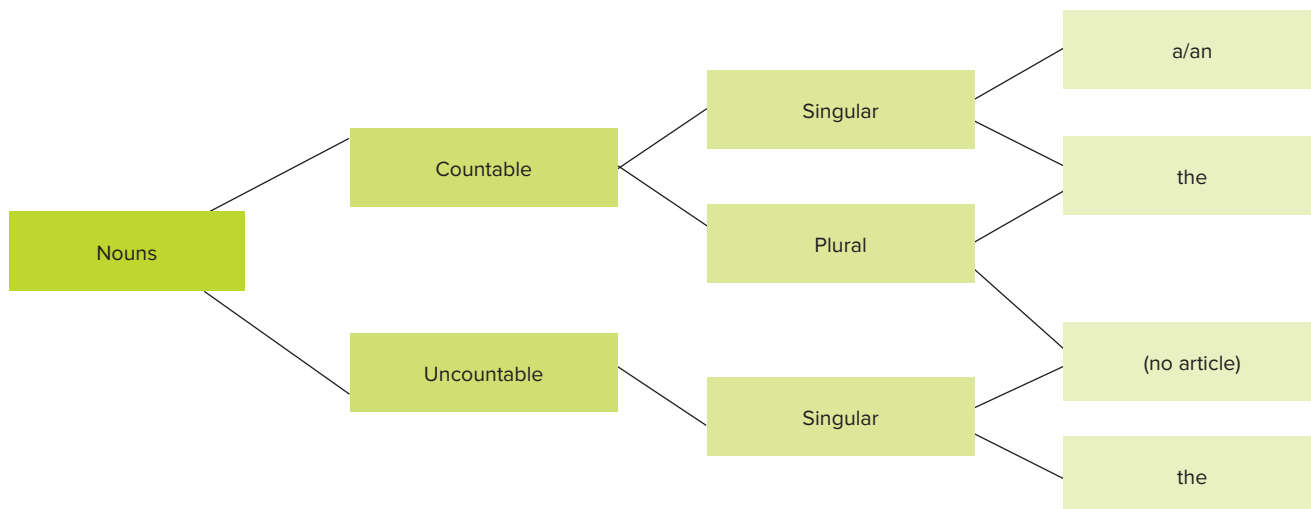 Nouns
Countable
Uncountable
Singular
Plural
Singular
a/an
the
(no article)
the